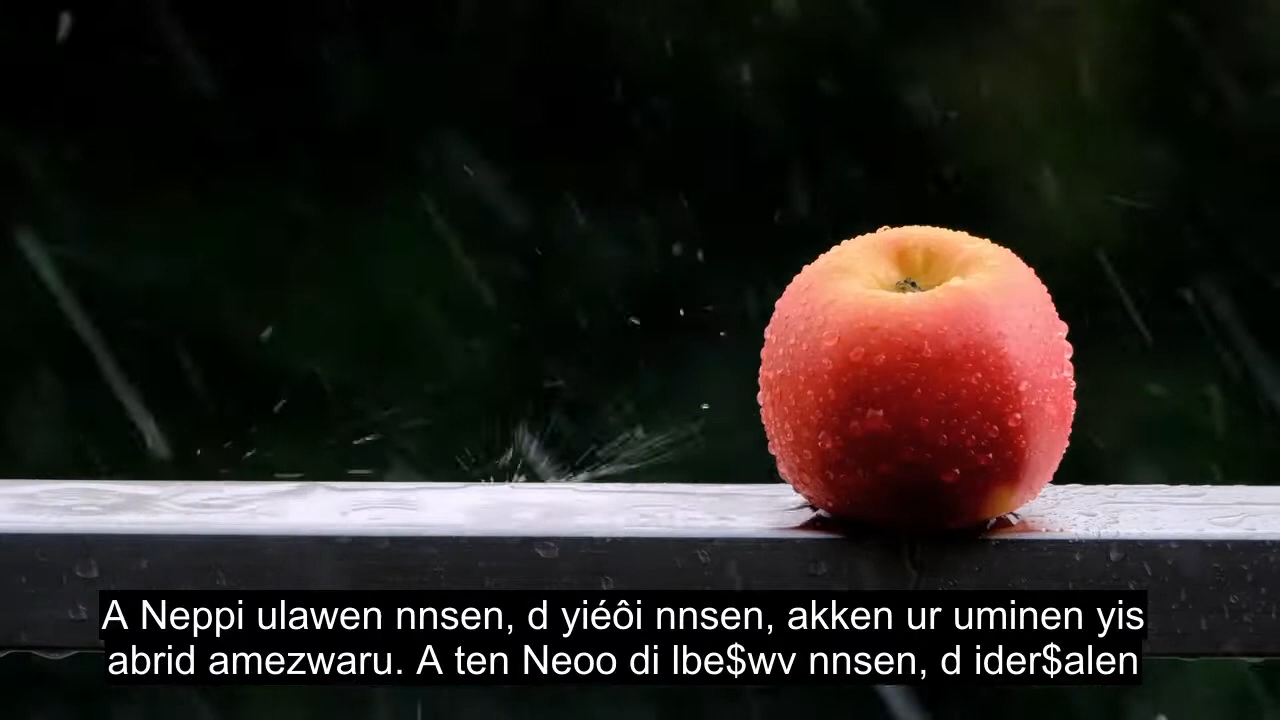 A Neppi ulawen nnsen, d yiéôi nnsen, akken ur uminen yis
abrid amezwaru. A ten Neoo di lbe$wv nnsen, d ider$alen